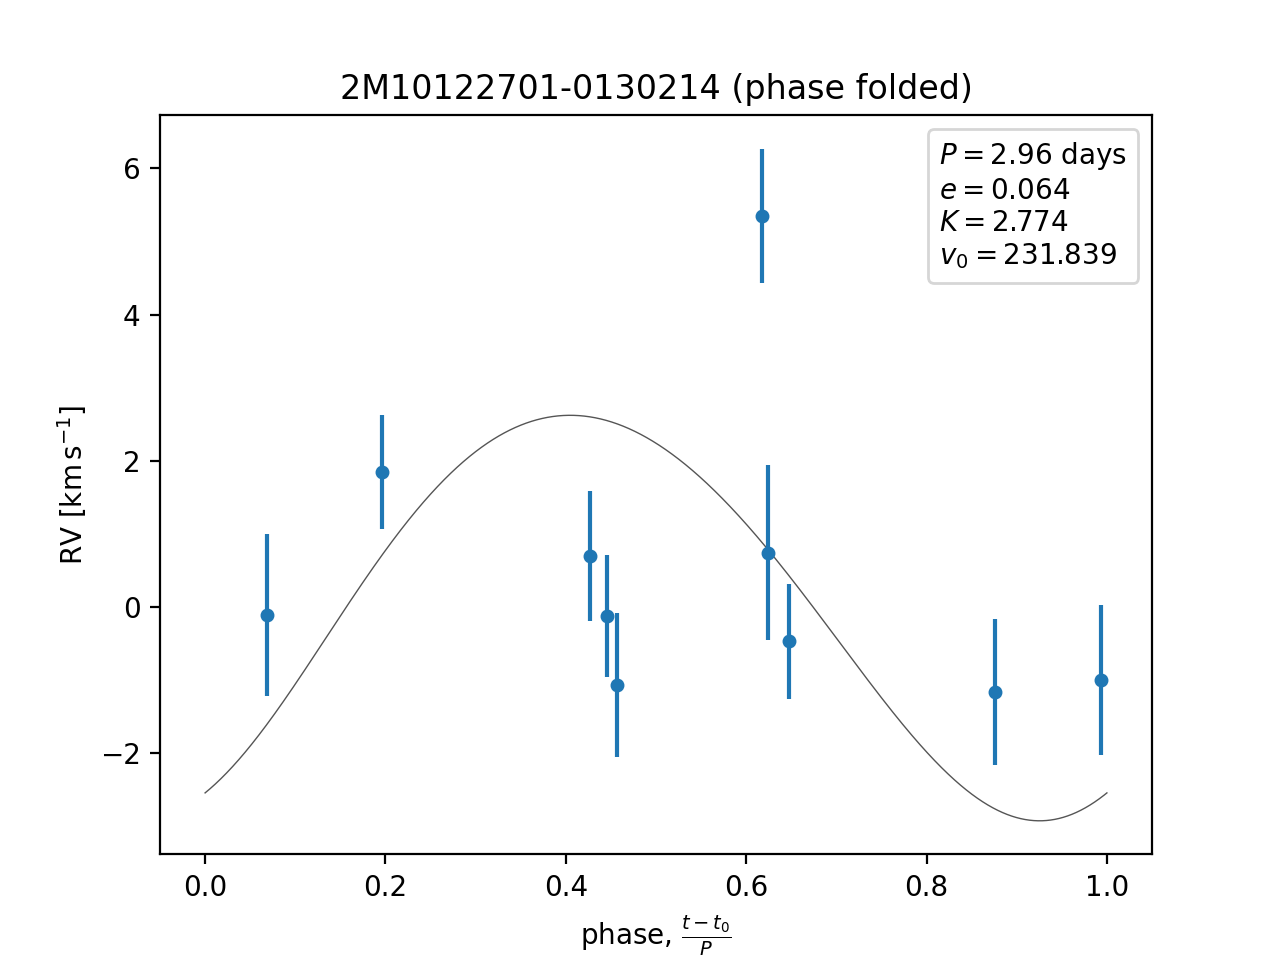 2M10122701-0130214 (phase folded)
P = 2.96 days
e = 0.064
K = 2.774
v₀ = 231.839
6
4
2
0
−2
RV [km s⁻¹]
0.0 0.2 0.4 0.6 0.8 1.0
phase, (t − t₀)/P